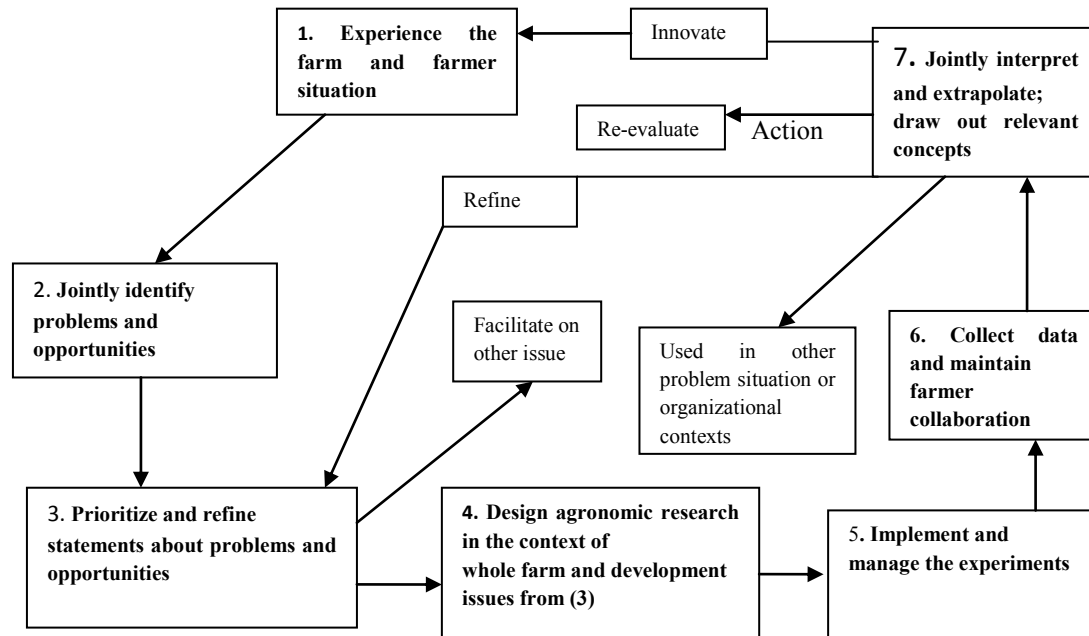 1. Experience the
farm and farmer
situation
Innovate
7. Jointly interpret
and extrapolate;
draw out relevant
concepts
Re-evaluate
Action
Refine
2. Jointly identify
problems and
opportunities
Facilitate on
other issue
Used in other
problem situation or
organizational
contexts
6. Collect data
and maintain
farmer
collaboration
3. Prioritize and refine
statements about problems and
opportunities
4. Design agronomic research
in the context of
whole farm and development
issues from (3)
5. Implement and
manage the experiments